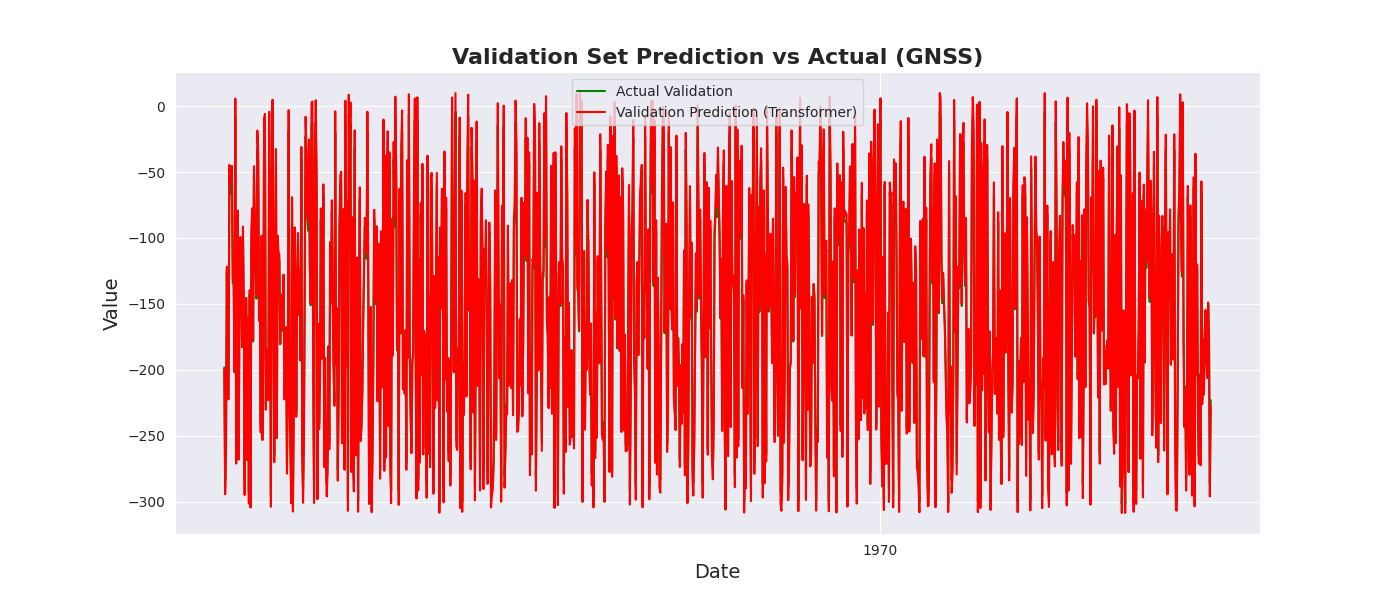 Validation Set Prediction vs Actual (GNSS)
Actual Validation
Validation Prediction (Transformer)
0
−50
−100
−150
−200
−250
−300
Value
1970
Date